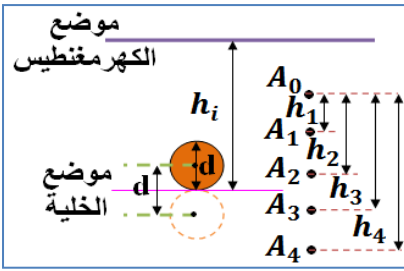 موضع
الكهرمغنطيس
h_i
d
d
موضع
الخلية
A_0
h_1
A_1
h_2
A_2
h_3
A_3
h_4
A_4